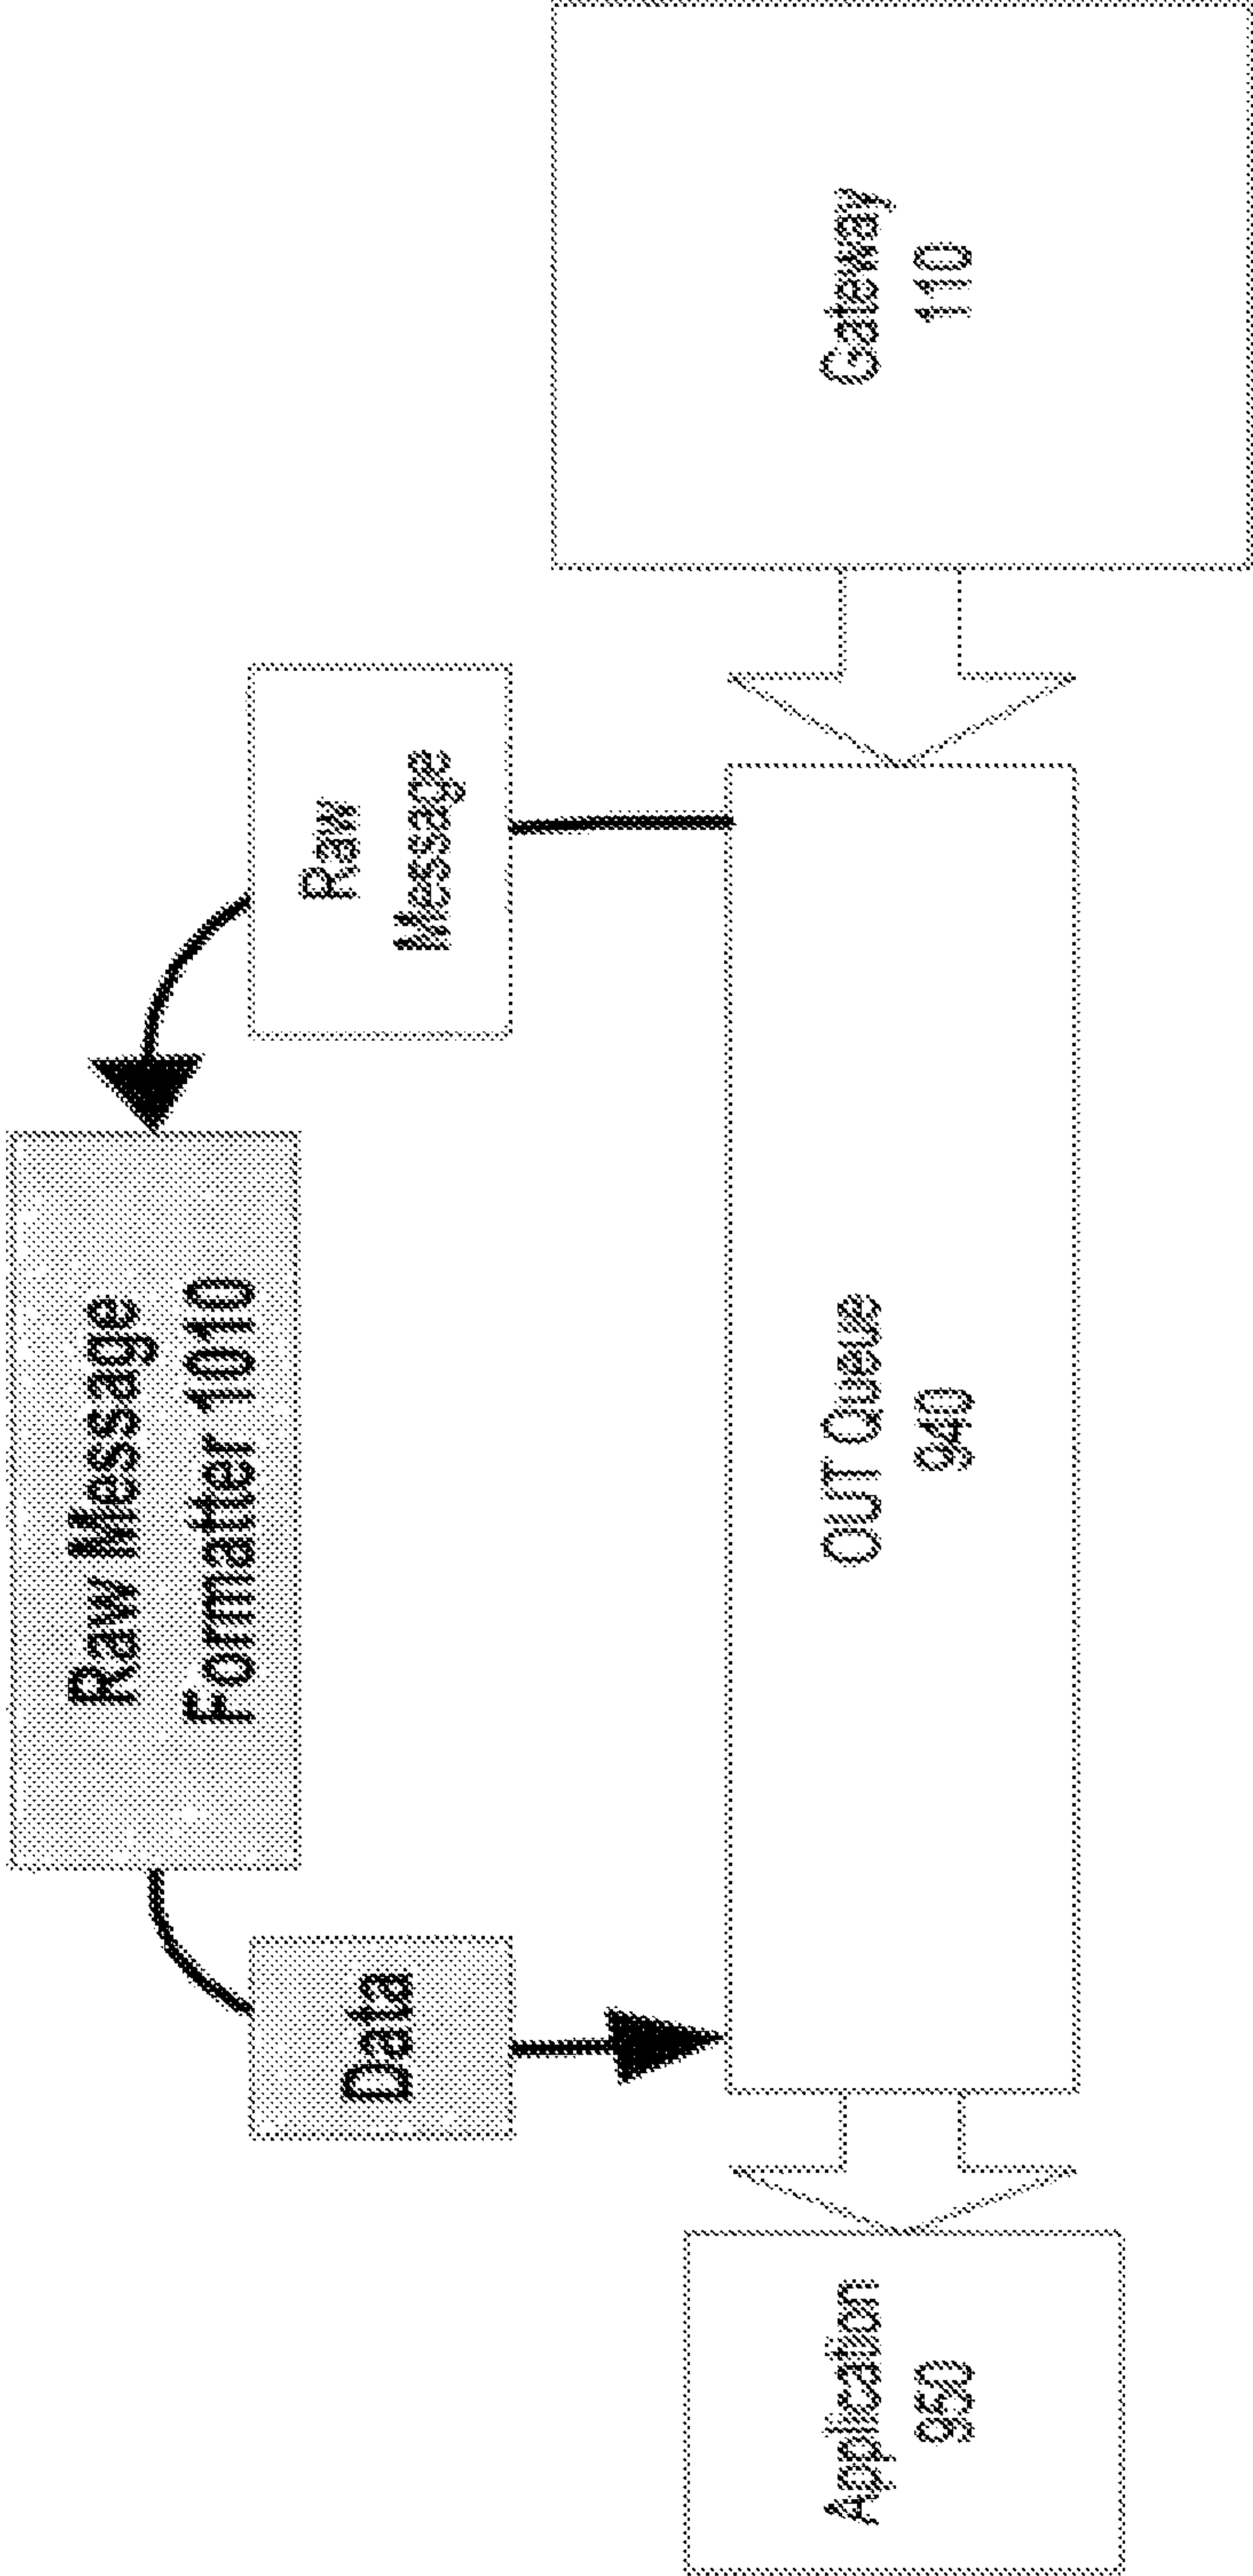 Raw Message
Formatter 1010
Data
Raw
Message
Application
950
OUT Queue
940
Gateway
110